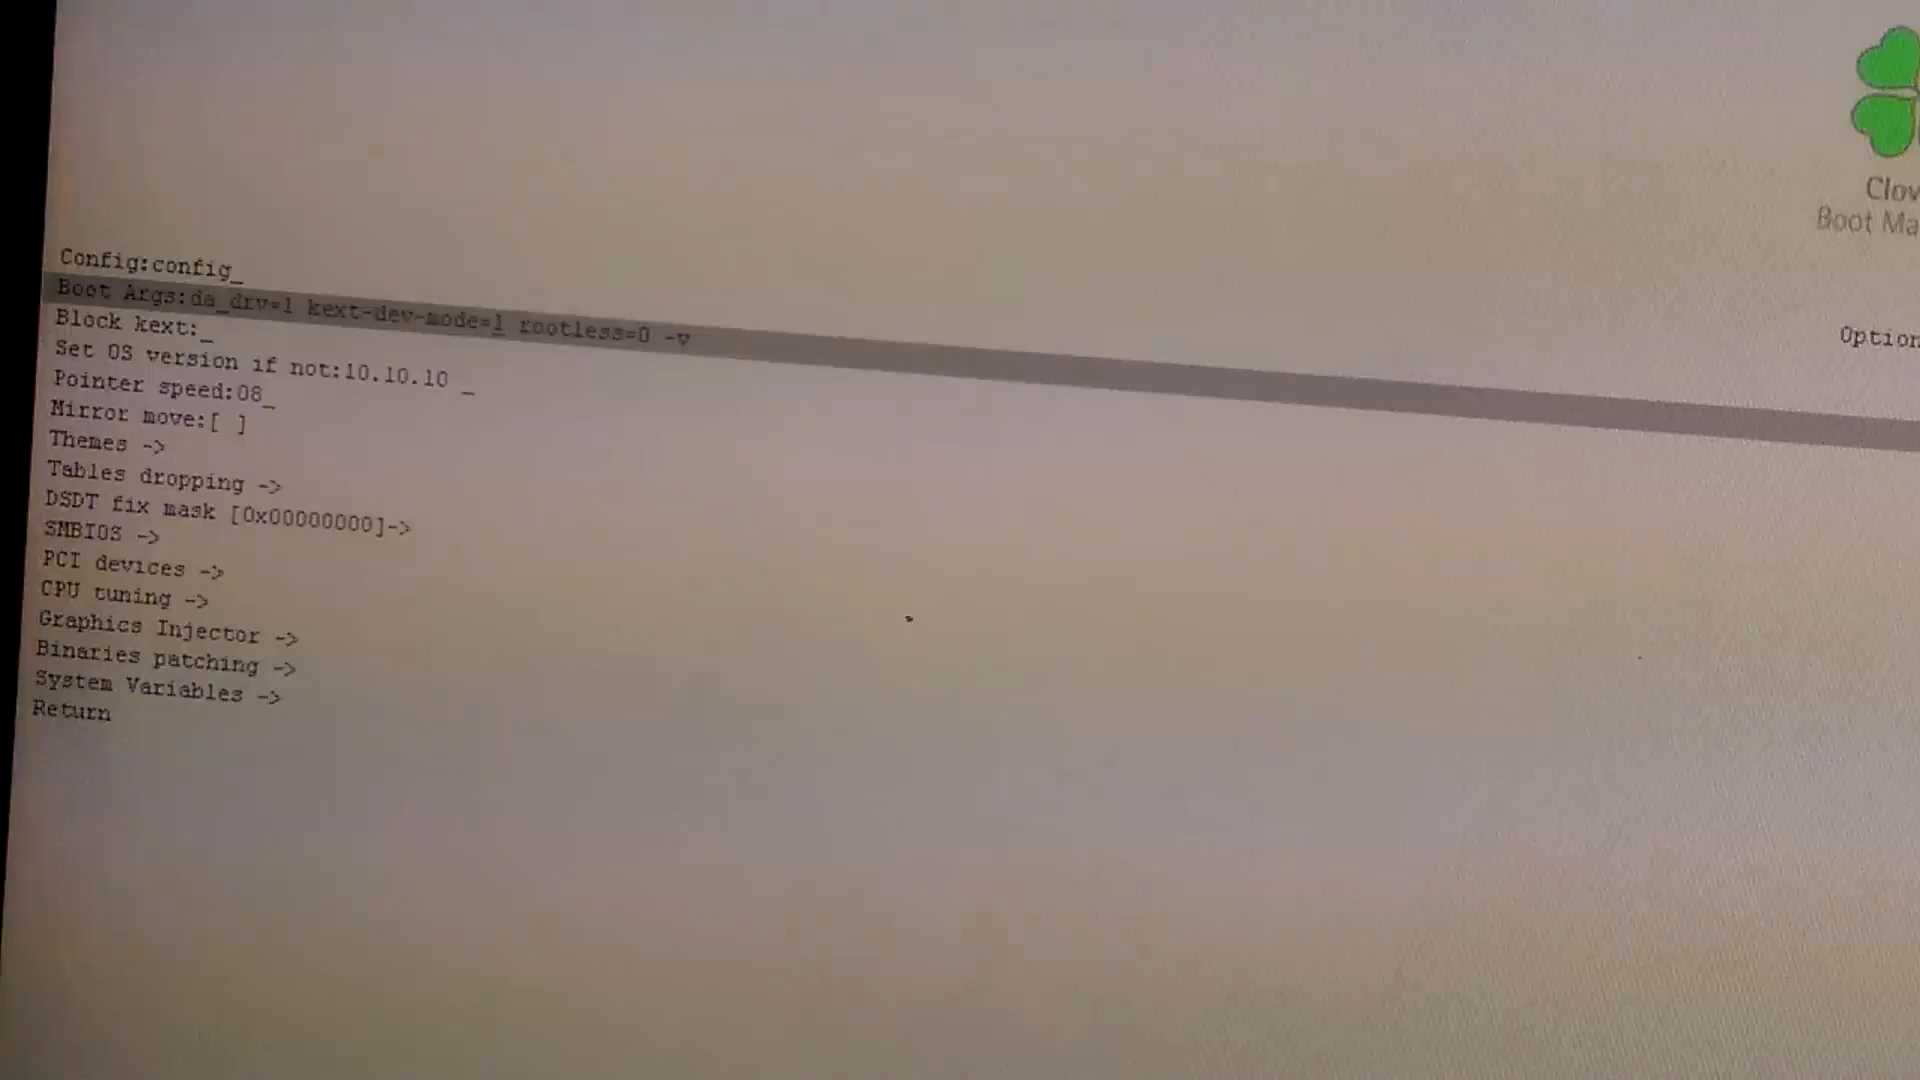 Clov
Boot Ma
Option
Config:config_
Boot Args:da_drv=1 kext-dev-mode=1 rootless=0 -v
Block kext:_
Set OS version if not:10.10.10 _
Pointer speed:08_
Mirror move:[ ]
Themes ->
Tables dropping ->
DSDT fix mask [0x00000000]->
SMBIOS ->
PCI devices ->
CPU tuning ->
Graphics Injector ->
Binaries patching ->
System Variables ->
Return